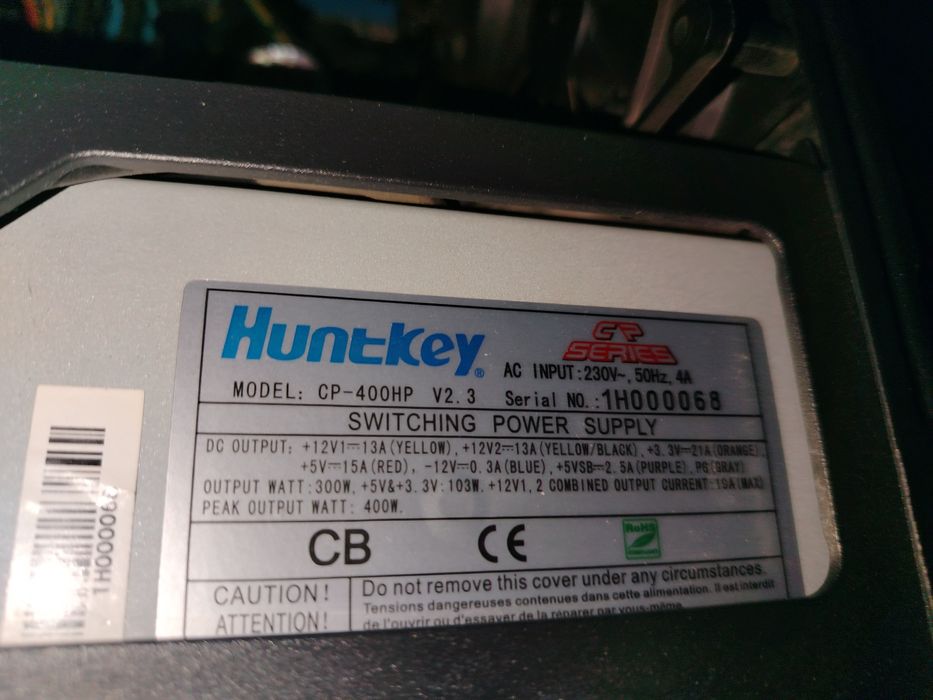 Huntkey®
CP
SERIES
AC INPUT:230V~, 50Hz, 4A
MODEL: CP-400HP V2.3
Serial NO.:1H000068
SWITCHING POWER SUPPLY
DC OUTPUT: +12V1⎓13A(YELLOW), +12V2⎓13A(YELLOW/BLACK), +3.3V⎓21A(ORANGE),
+5V⎓15A(RED), -12V⎓0.3A(BLUE), +5VSB⎓2.5A(PURPLE), PG(GRAY)
OUTPUT WATT:300W, +5V&+3.3V:103W. +12V1,2 COMBINED OUTPUT CURRENT:18A(MAX)
PEAK OUTPUT WATT: 400W.
CB
CE
RoHS
COMPLIANT
CAUTION!
Do not remove this cover under any circumstances.
Tensions dangereuses contenues dans cette alimentation. Il est interdit
ATTENTION!
de l'ouvrir ou d'essayer de la réparer par vous-même.
1H000068